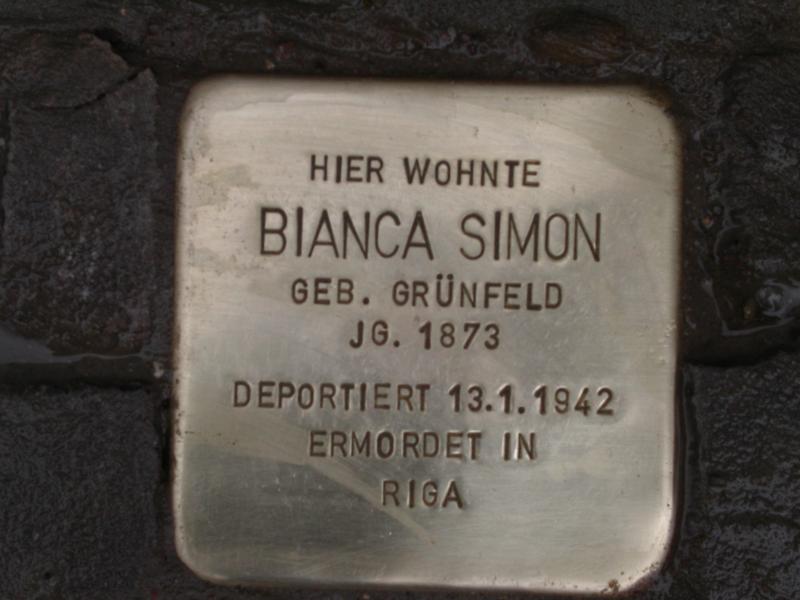 HIER WOHNTE
BIANCA SIMON
GEB. GRÜNFELD
JG. 1873
DEPORTIERT 13.1.1942
ERMORDET IN
RIGA